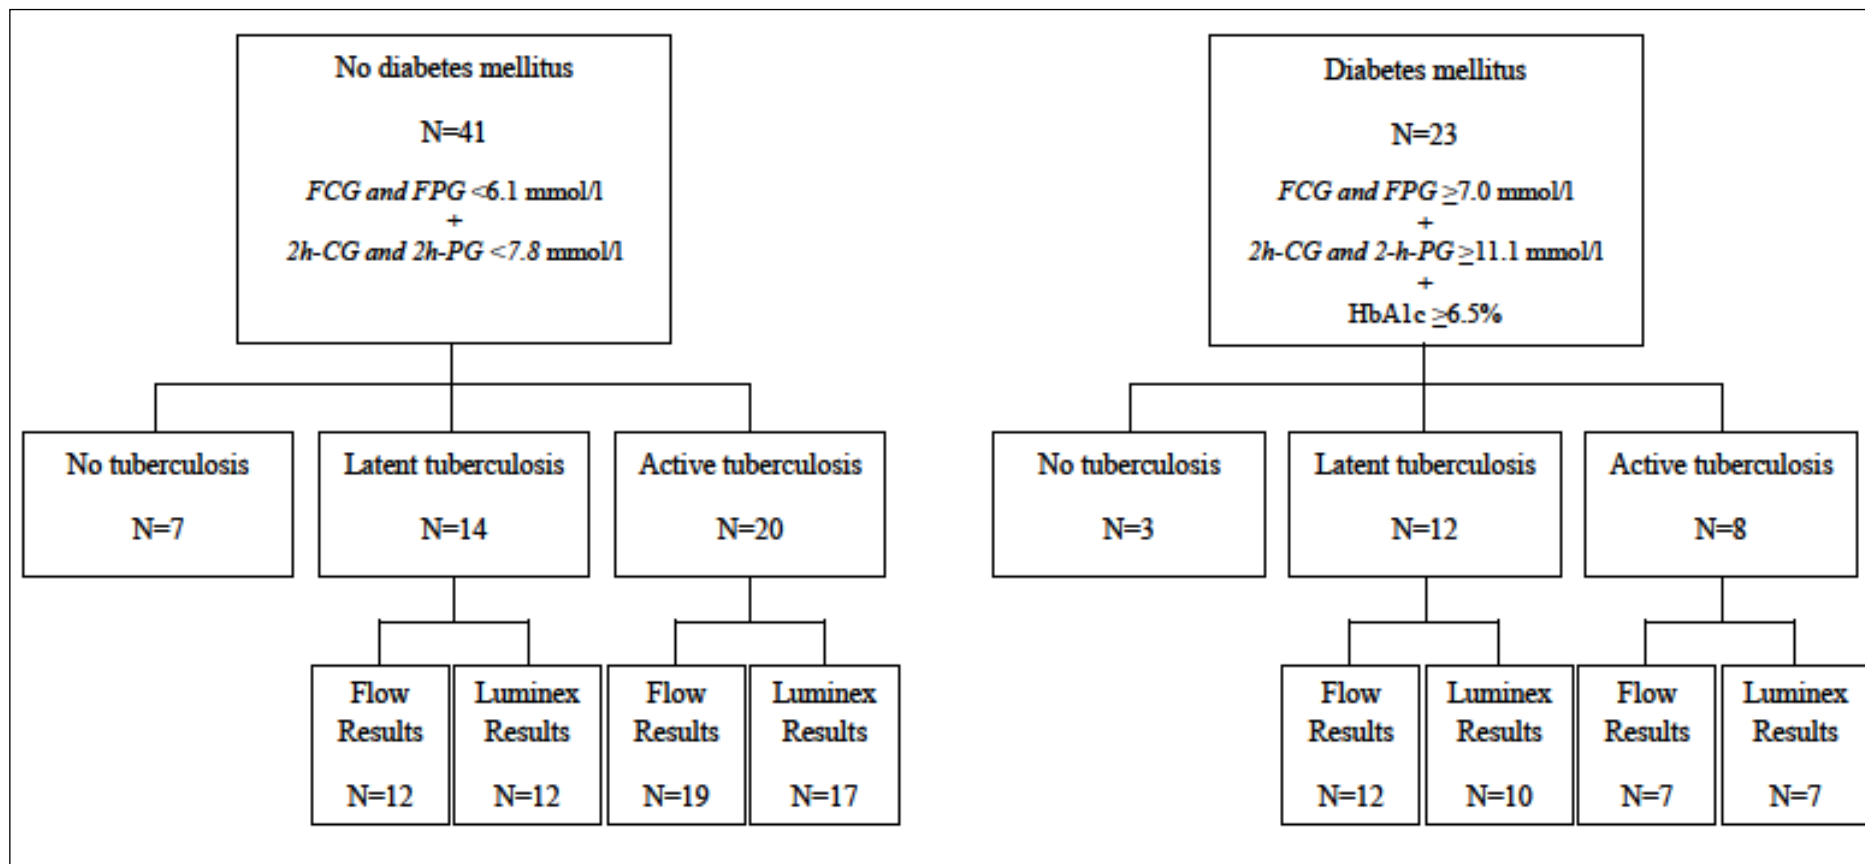 No diabetes mellitus
N=41
FCG and FPG <6.1 mmol/l
+
2h-CG and 2h-PG <7.8 mmol/l
Diabetes mellitus
N=23
FCG and FPG ≥7.0 mmol/l
+
2h-CG and 2-h-PG ≥11.1 mmol/l
+
HbA1c ≥6.5%
No tuberculosis
N=7
Latent tuberculosis
N=14
Active tuberculosis
N=20
No tuberculosis
N=3
Latent tuberculosis
N=12
Active tuberculosis
N=8
Flow
Results
N=12
Luminex
Results
N=12
Flow
Results
N=19
Luminex
Results
N=17
Flow
Results
N=12
Luminex
Results
N=10
Flow
Results
N=7
Luminex
Results
N=7